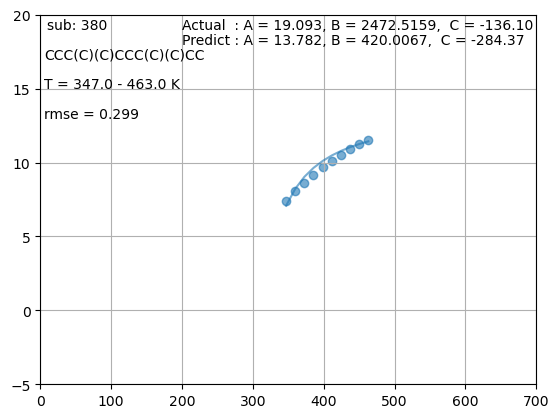 sub: 380
Actual  : A = 19.093, B = 2472.5159,  C = -136.10
Predict : A = 13.782, B = 420.0067,  C = -284.37
CCC(C)(C)CCC(C)(C)CC
T = 347.0 - 463.0 K
rmse = 0.299
20
15
10
5
0
−5
0 100 200 300 400 500 600 700